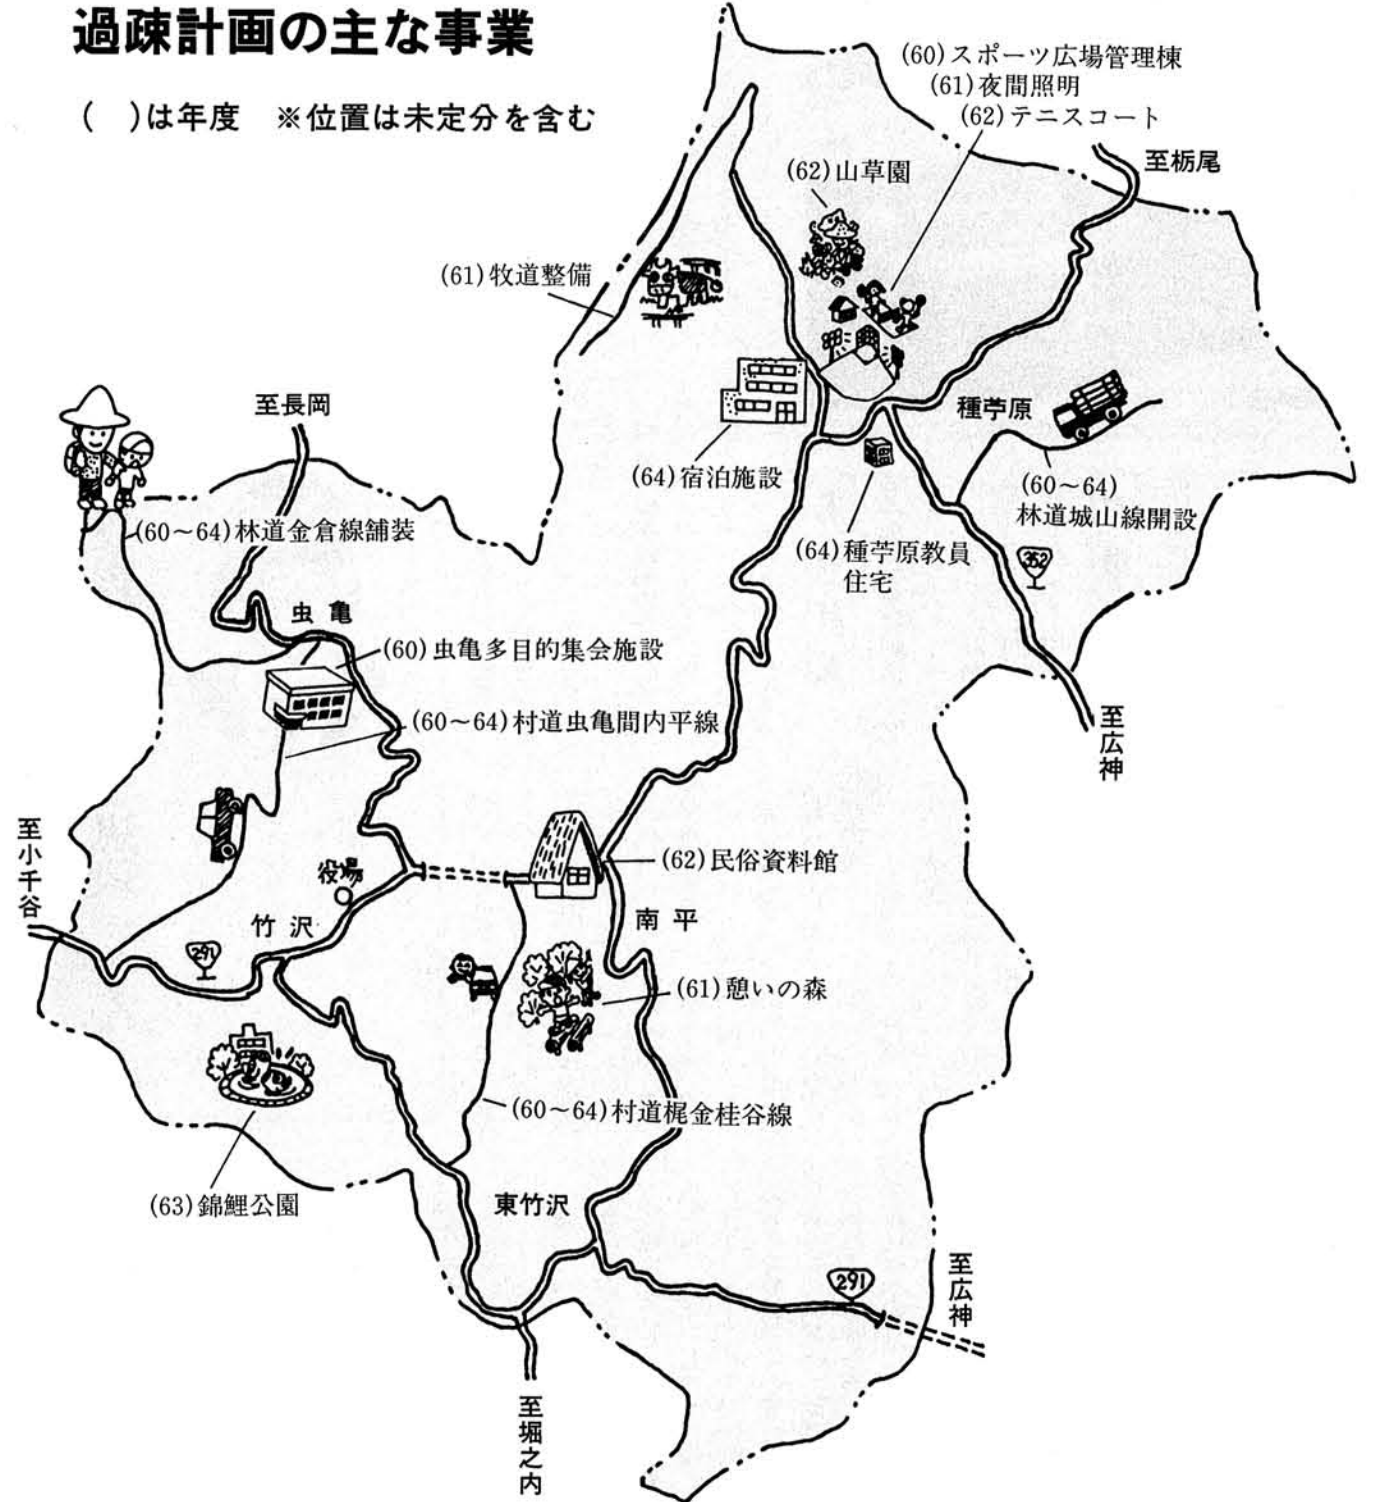 過疎計画の主な事業
( )は年度 ※位置は未定分を含む
(60)スポーツ広場管理棟
(61)夜間照明
(62)テニスコート
至栃尾
(62)山草園
(61)牧道整備
至長岡
種苧原
(64)宿泊施設
(60～64)
林道城山線開設
(60～64)林道金倉線舗装
(64)種苧原教員
住宅
352
虫亀
(60)虫亀多目的集会施設
(60～64)村道虫亀間内平線
至広神
至小千谷
役場
(62)民俗資料館
竹沢
南平
291
(61)憩いの森
(60～64)村道梶金桂谷線
(63)錦鯉公園
東竹沢
291
至広神
至堀之内